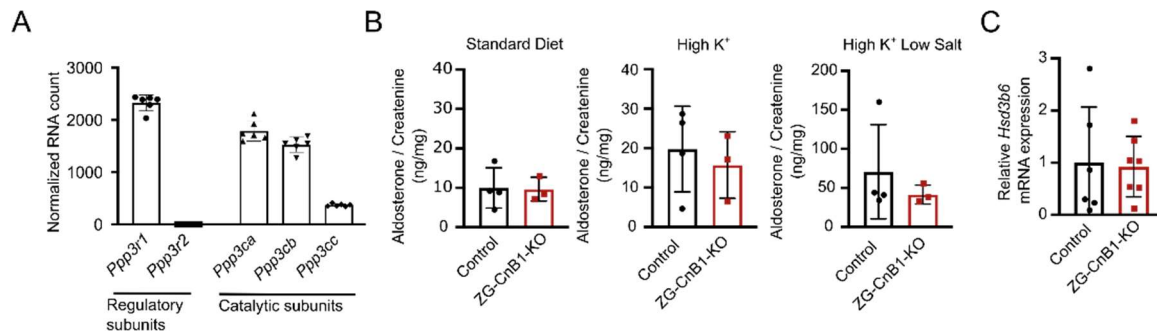 A
Normalized RNA count
3000
2000
1000
0
Ppp3r1
Ppp3r2
Ppp3ca
Ppp3cb
Ppp3cc
Regulatory
subunits
Catalytic subunits
B
Standard Diet
Aldosterone / Createnine
(ng/mg)
40
30
20
10
0
Control
ZG-CnB1-KO
High K⁺
Aldosterone / Createnine
(ng/mg)
40
30
20
10
0
Control
ZG-CnB1-KO
High K⁺ Low Salt
Aldosterone / Createnine
(ng/mg)
200
150
100
50
0
Control
ZG-CnB1-KO
C
Relative Hsd3b6
mRNA expression
3
2
1
0
Control
ZG-CnB1-KO